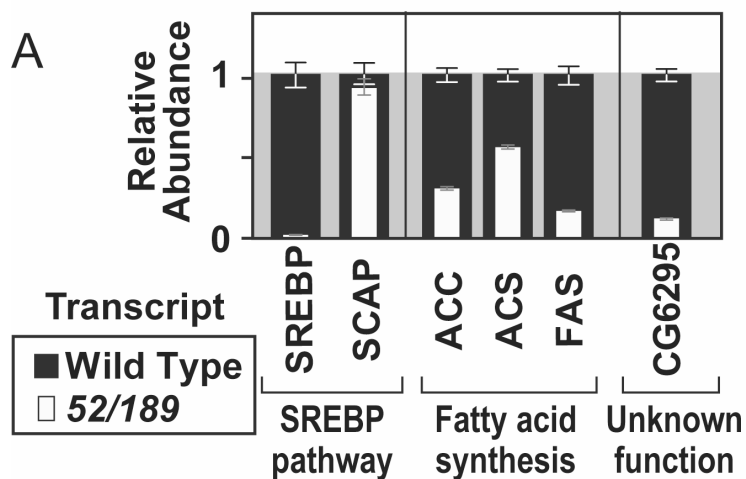 A
Relative
Abundance
1
0
SREBP
SCAP
ACC
ACS
FAS
CG6295
Transcript
Wild Type
52/189
SREBP
pathway
Fatty acid
synthesis
Unknown
function